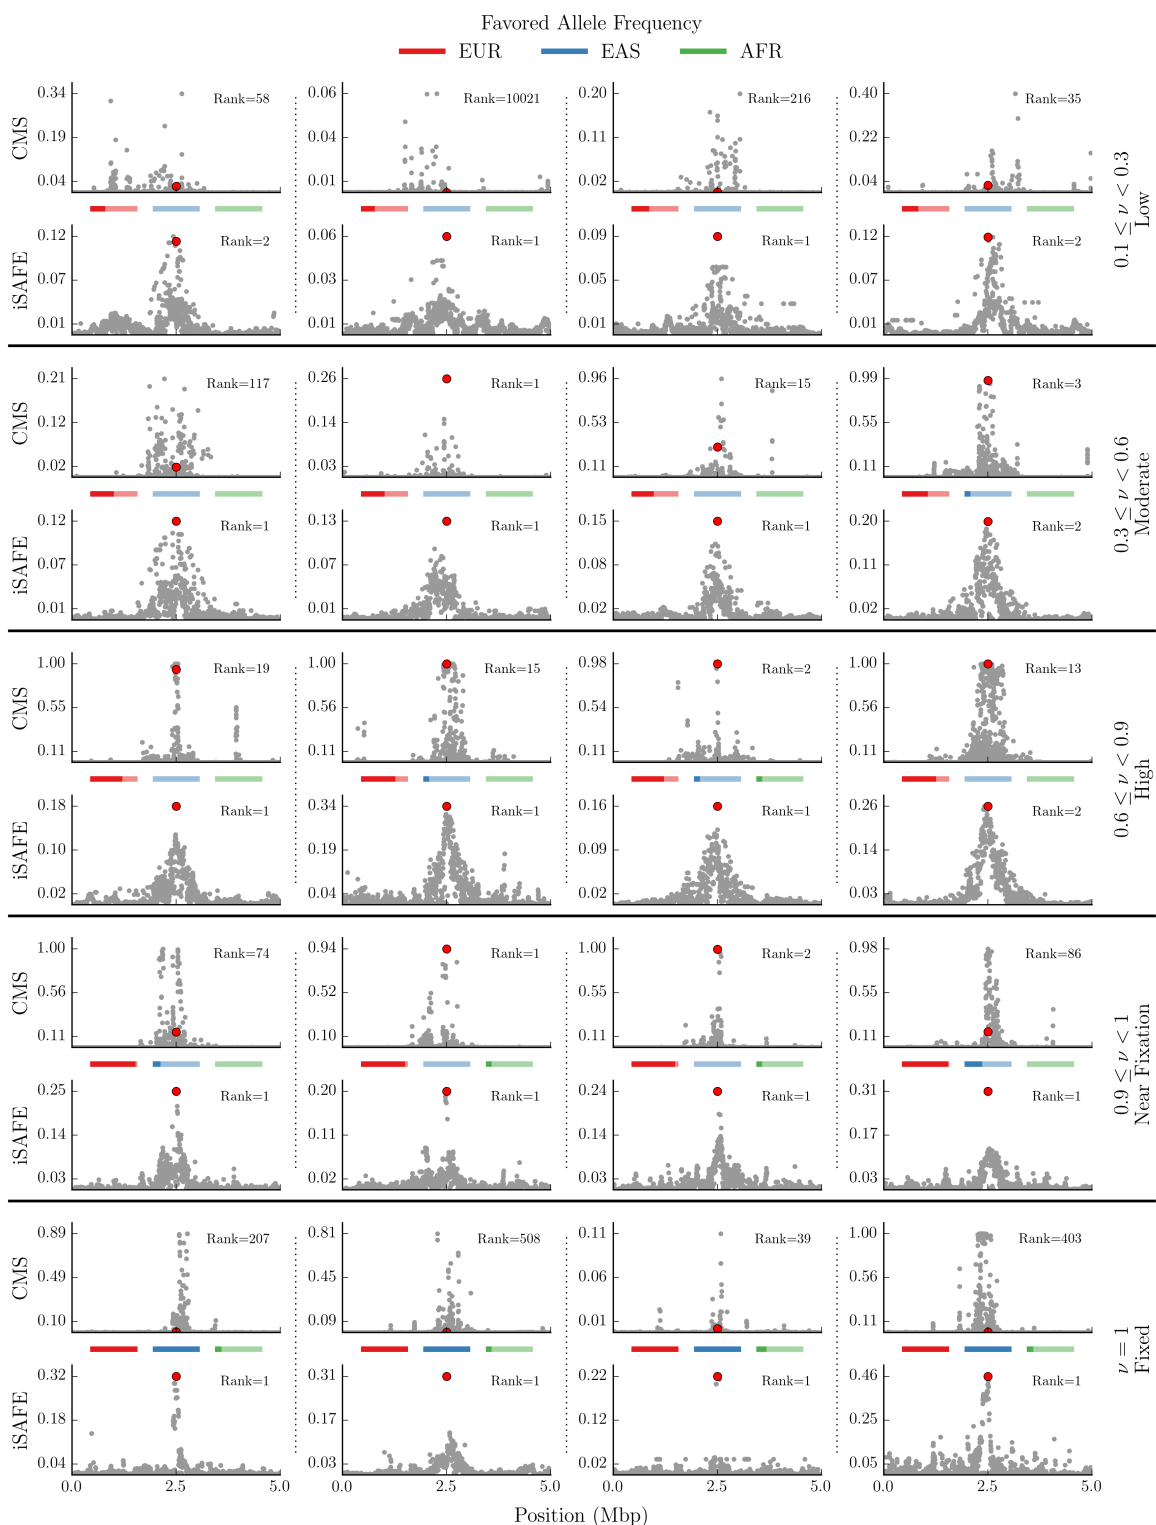 Favored Allele Frequency
EUR EAS AFR
CMS
0.34 0.19 0.04 Rank=58
0.06 0.04 0.01 Rank=10021
0.20 0.11 0.02 Rank=216
0.40 0.22 0.04 Rank=35
iSAFE
0.12 0.07 0.01 Rank=2
0.06 0.03 0.01 Rank=1
0.09 0.05 0.01 Rank=1
0.12 0.07 0.01 Rank=2
0.1 ≤ ν < 0.3
Low
CMS
0.21 0.12 0.02 Rank=117
0.26 0.14 0.03 Rank=1
0.96 0.53 0.11 Rank=15
0.99 0.55 0.11 Rank=3
iSAFE
0.12 0.07 0.01 Rank=1
0.13 0.07 0.01 Rank=1
0.15 0.08 0.02 Rank=1
0.20 0.11 0.02 Rank=2
0.3 ≤ ν < 0.6
Moderate
CMS
1.00 0.55 0.11 Rank=19
1.00 0.56 0.11 Rank=15
0.98 0.56 0.11 Rank=2
1.00 0.56 0.11 Rank=13
iSAFE
0.18 0.10 0.02 Rank=1
0.34 0.19 0.04 Rank=1
0.16 0.09 0.02 Rank=1
0.26 0.14 0.03 Rank=2
0.6 ≤ ν < 0.9
High
CMS
1.00 0.56 0.11 Rank=74
0.94 0.52 0.10 Rank=1
1.00 0.56 0.11 Rank=2
0.98 0.55 0.11 Rank=86
iSAFE
0.25 0.14 0.03 Rank=1
0.20 0.11 0.02 Rank=1
0.24 0.14 0.03 Rank=1
0.31 0.17 0.03 Rank=1
0.9 ≤ ν < 1
Near Fixation
CMS
0.89 0.49 0.10 Rank=207
0.81 0.45 0.09 Rank=508
0.11 0.06 0.01 Rank=39
1.00 0.56 0.11 Rank=403
iSAFE
0.32 0.18 0.04 Rank=1
0.31 0.17 0.03 Rank=1
0.22 0.12 0.02 Rank=1
0.46 0.25 0.05 Rank=1
ν = 1
Fixed
0.0 2.5 5.0 0.0 2.5 5.0 0.0 2.5 5.0 0.0 2.5 5.0
Position (Mbp)